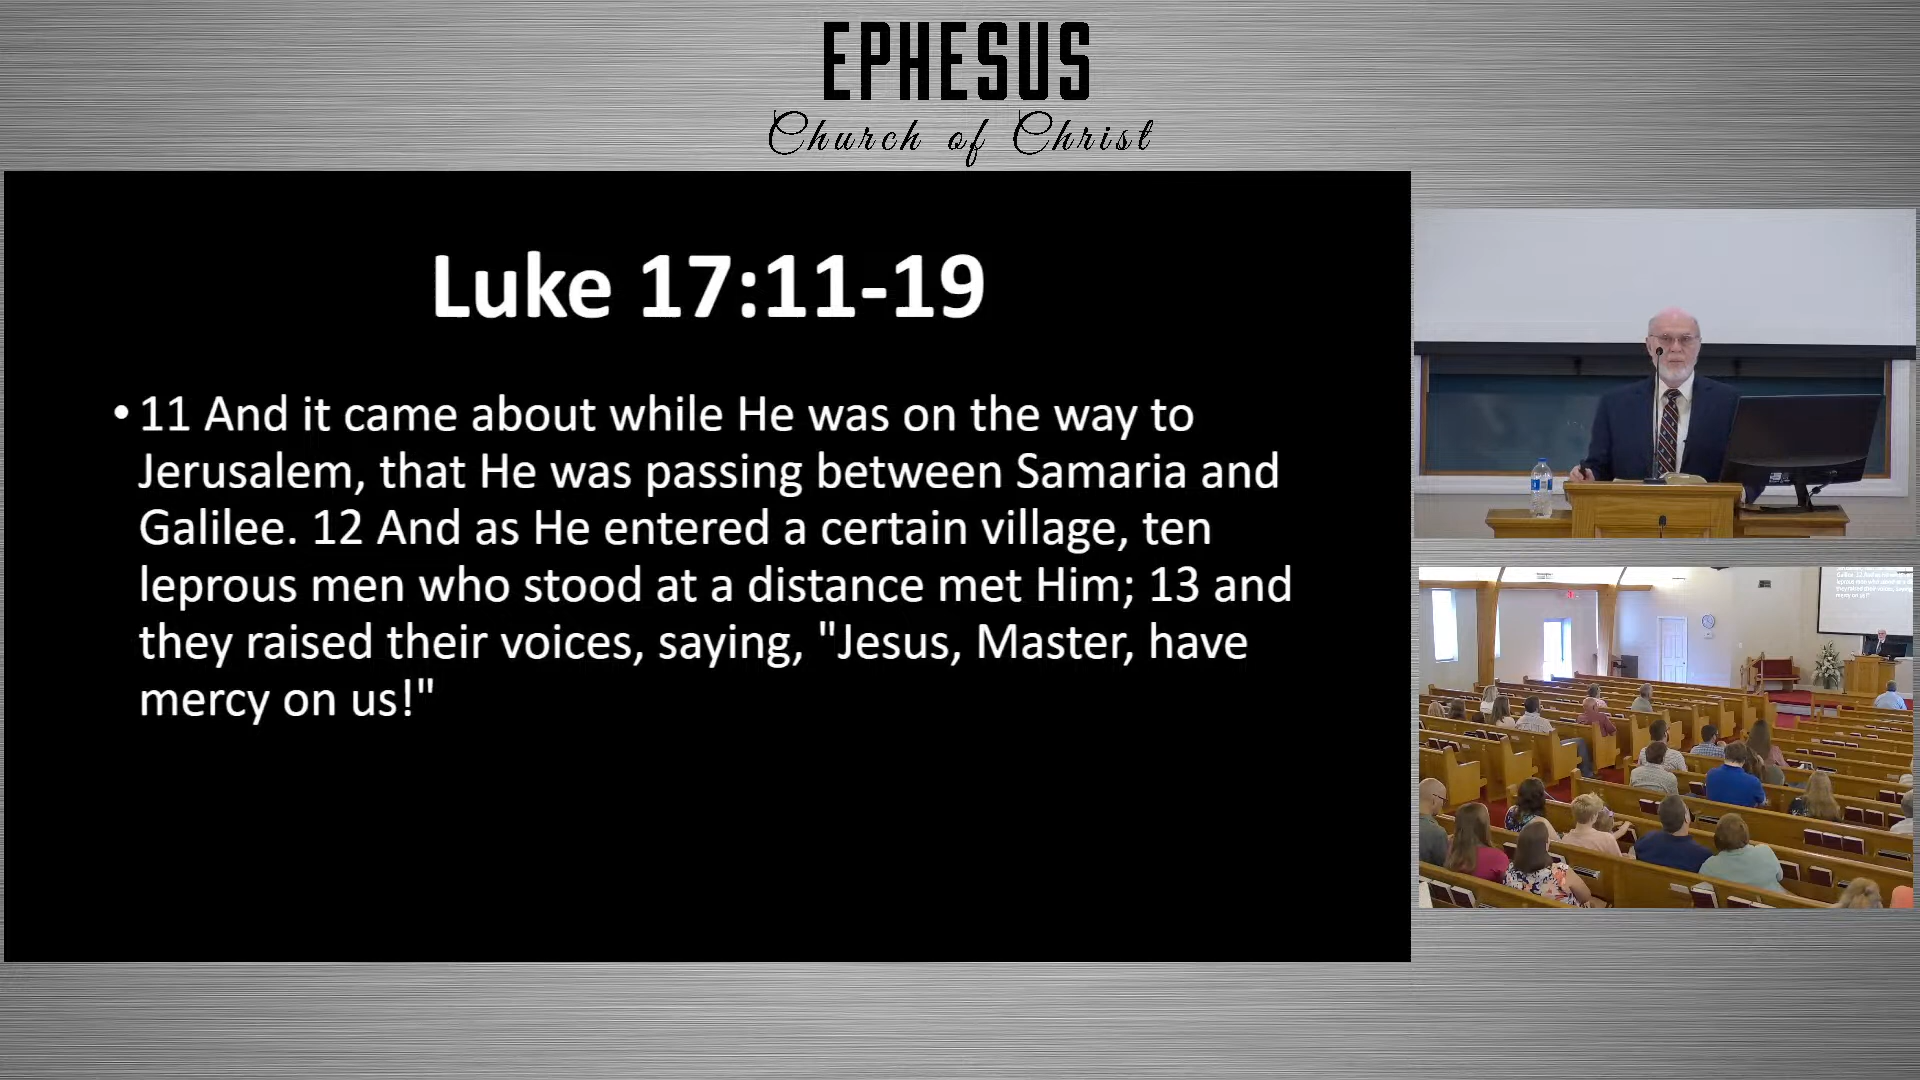 EPHESUS
Church of Christ
Luke 17:11-19
• 11 And it came about while He was on the way to
Jerusalem, that He was passing between Samaria and
Galilee. 12 And as He entered a certain village, ten
leprous men who stood at a distance met Him; 13 and
they raised their voices, saying, "Jesus, Master, have
mercy on us!"